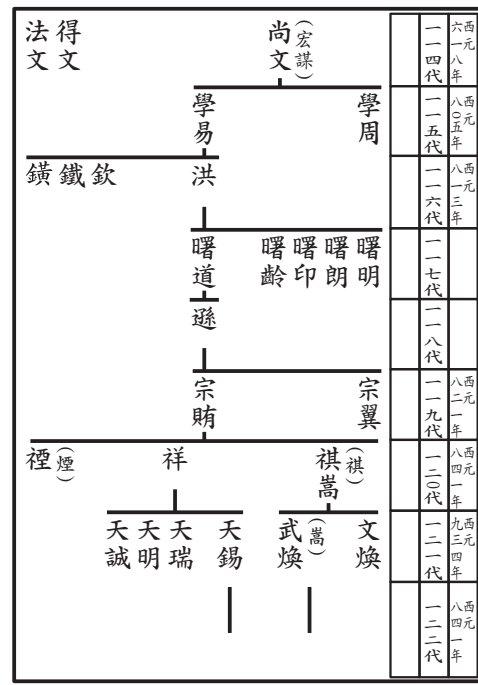 西元六一八年
一一四代
尚文
(宏謀)
得文
法文
西元八○五年
一一五代
學周
學易
西元八一三年
一一六代
洪
欽
鐵
鐄
一一七代
曙明
曙朗
曙印
曙齡
曙道
一一八代
遜
西元八二一年
一一九代
宗翼
宗賄
西元八四一年
一二○代
(祺)
祺嵩
祥
(煙)
禋
西元九三四年
一二一代
文煥
(嵩)
武煥
天錫
天瑞
天明
天誠
西元八四一年
一二二代